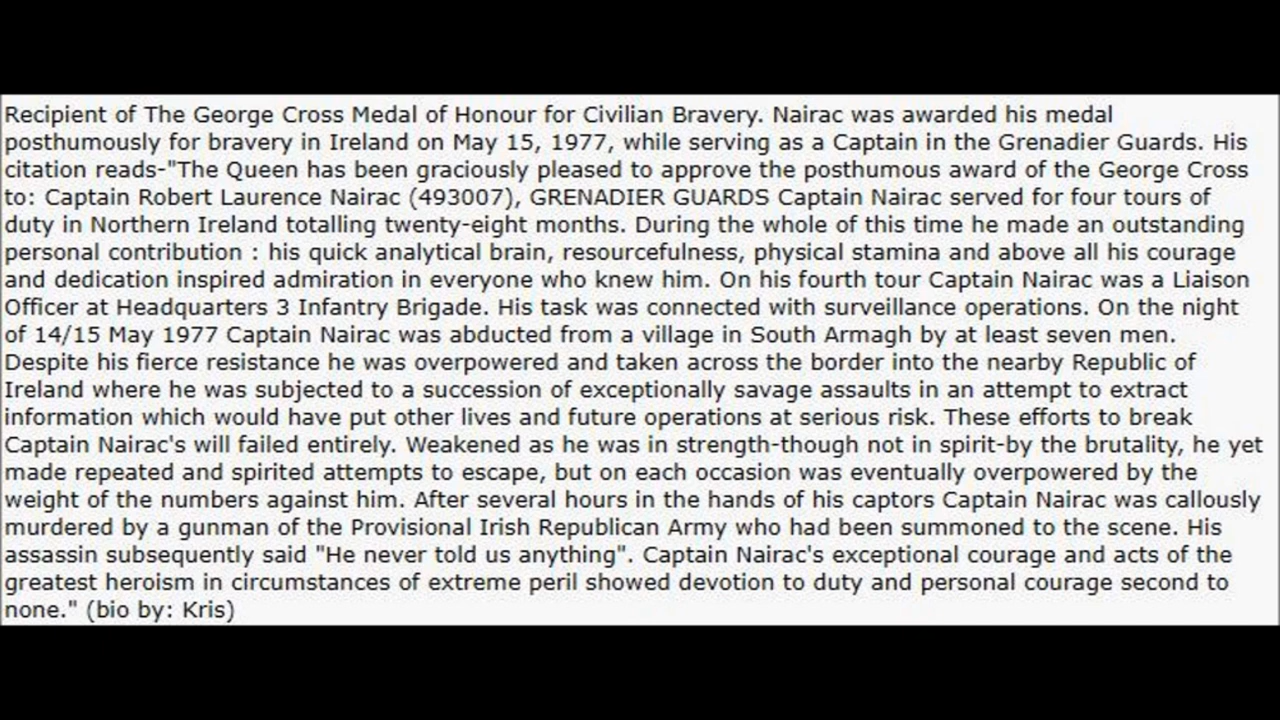 Recipient of The George Cross Medal of Honour for Civilian Bravery. Nairac was awarded his medal
posthumously for bravery in Ireland on May 15, 1977, while serving as a Captain in the Grenadier Guards. His
citation reads-"The Queen has been graciously pleased to approve the posthumous award of the George Cross
to: Captain Robert Laurence Nairac (493007), GRENADIER GUARDS Captain Nairac served for four tours of
duty in Northern Ireland totalling twenty-eight months. During the whole of this time he made an outstanding
personal contribution : his quick analytical brain, resourcefulness, physical stamina and above all his courage
and dedication inspired admiration in everyone who knew him. On his fourth tour Captain Nairac was a Liaison
Officer at Headquarters 3 Infantry Brigade. His task was connected with surveillance operations. On the night
of 14/15 May 1977 Captain Nairac was abducted from a village in South Armagh by at least seven men.
Despite his fierce resistance he was overpowered and taken across the border into the nearby Republic of
Ireland where he was subjected to a succession of exceptionally savage assaults in an attempt to extract
information which would have put other lives and future operations at serious risk. These efforts to break
Captain Nairac's will failed entirely. Weakened as he was in strength-though not in spirit-by the brutality, he yet
made repeated and spirited attempts to escape, but on each occasion was eventually overpowered by the
weight of the numbers against him. After several hours in the hands of his captors Captain Nairac was callously
murdered by a gunman of the Provisional Irish Republican Army who had been summoned to the scene. His
assassin subsequently said "He never told us anything". Captain Nairac's exceptional courage and acts of the
greatest heroism in circumstances of extreme peril showed devotion to duty and personal courage second to
none." (bio by: Kris)